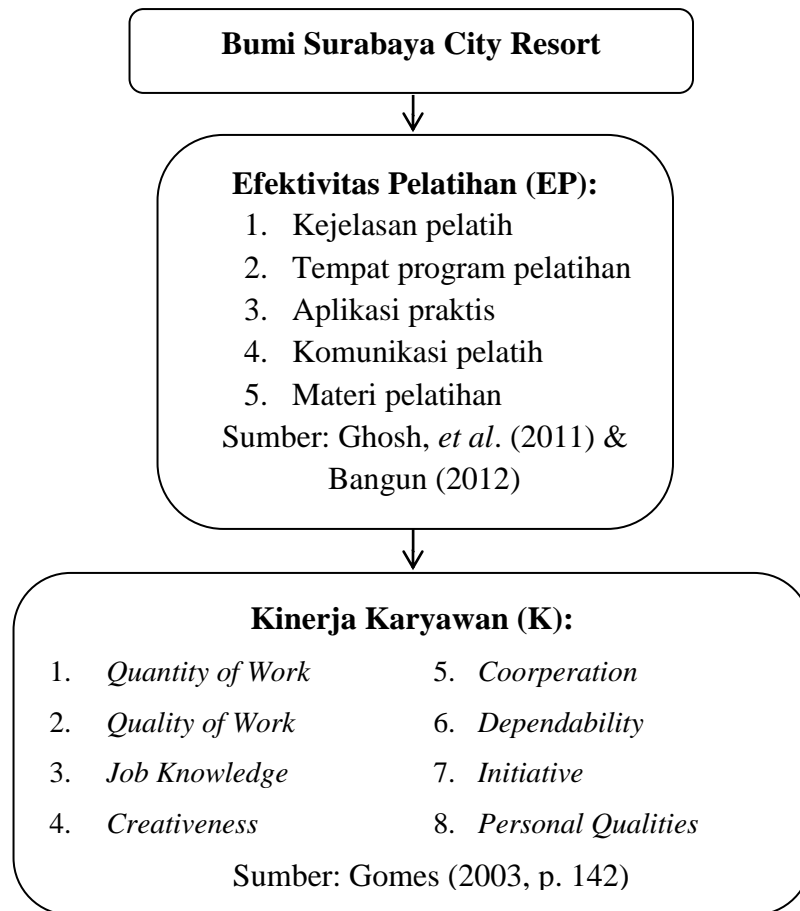 Bumi Surabaya City Resort
Efektivitas Pelatihan (EP):
1. Kejelasan pelatih
2. Tempat program pelatihan
3. Aplikasi praktis
4. Komunikasi pelatih
5. Materi pelatihan
Sumber: Ghosh, et al. (2011) &
Bangun (2012)
Kinerja Karyawan (K):
1. Quantity of Work
2. Quality of Work
3. Job Knowledge
4. Creativeness
5. Coorperation
6. Dependability
7. Initiative
8. Personal Qualities
Sumber: Gomes (2003, p. 142)